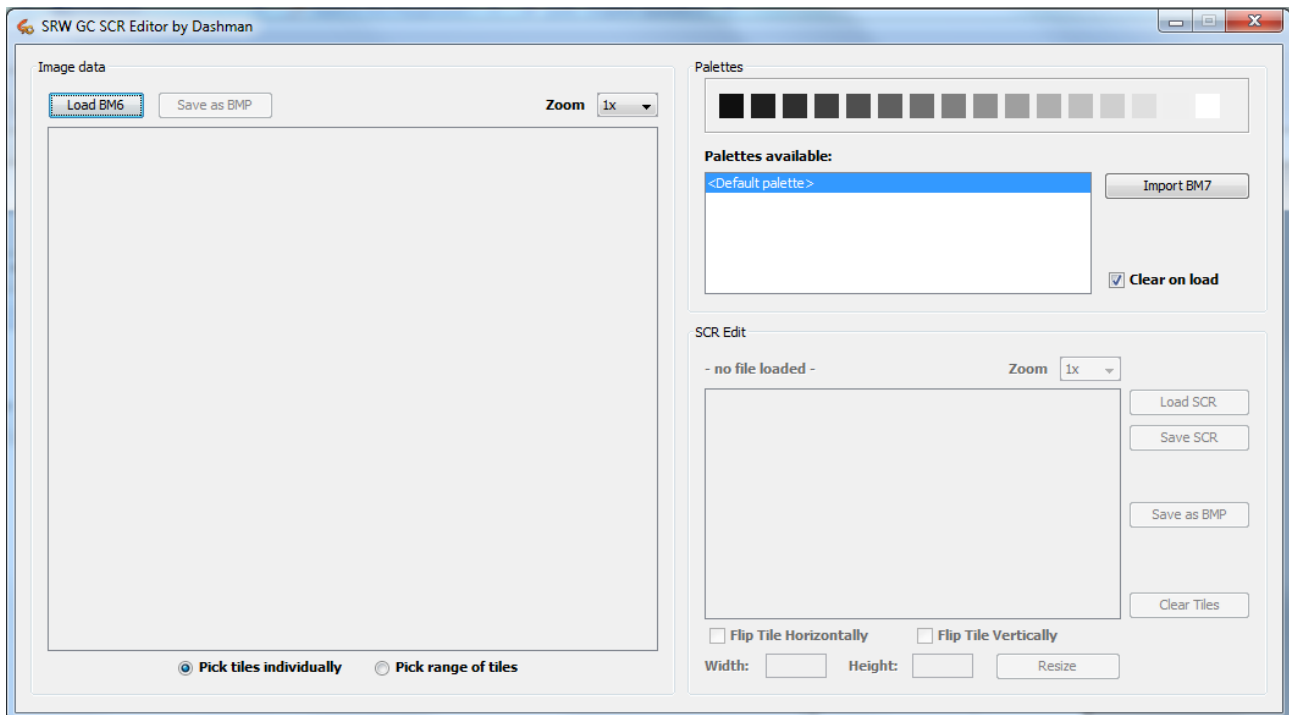 SRW GC SCR Editor by Dashman
Image data
Load BM6
Save as BMP
Zoom
1x
Pick tiles individually
Pick range of tiles
Palettes
Palettes available:
<Default palette>
Import BM7
Clear on load
SCR Edit
- no file loaded -
Zoom
1x
Load SCR
Save SCR
Save as BMP
Clear Tiles
Flip Tile Horizontally
Flip Tile Vertically
Width:
Height:
Resize